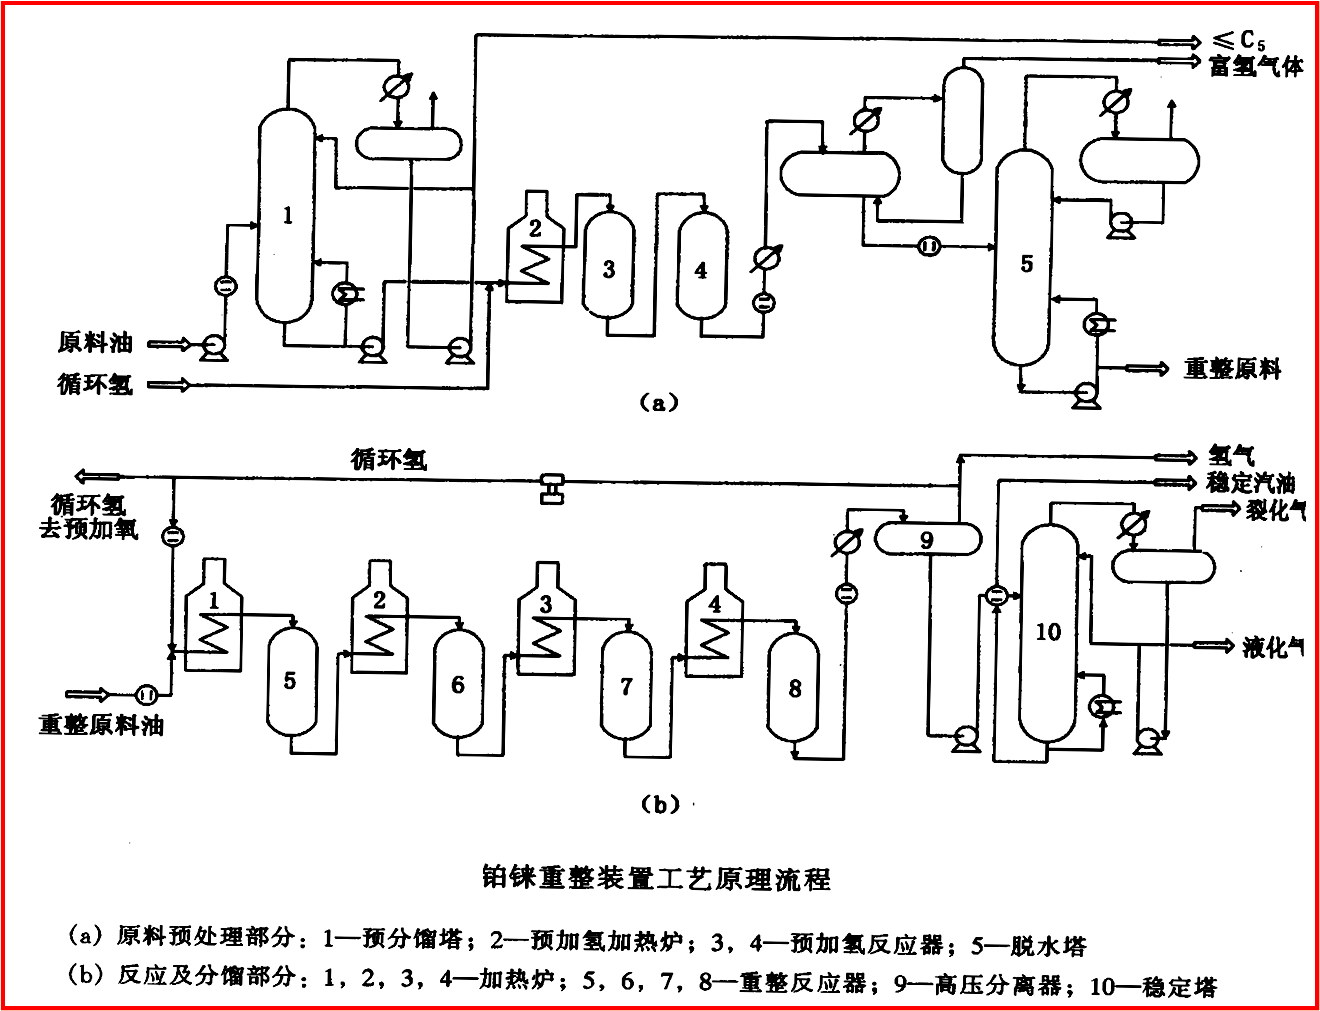 ≤C₅
富氢气体
1
2
3
4
5
原料油
循环氢
重整原料
(a)
循环氢
氢气
稳定汽油
裂化气
循环氢
去预加氧
9
1
2
3
4
10
5
6
7
8
液化气
重整原料油
(b)
铂铼重整装置工艺原理流程
(a) 原料预处理部分：1—预分馏塔；2—预加氢加热炉；3，4—预加氢反应器；5—脱水塔
(b) 反应及分馏部分：1，2，3，4—加热炉；5，6，7，8—重整反应器；9—高压分离器；10—稳定塔